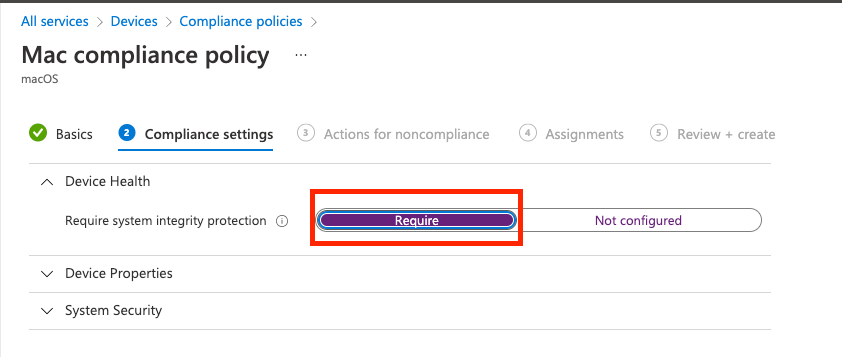 All services > Devices > Compliance policies >
Mac compliance policy ...
macOS
Basics 2 Compliance settings 3 Actions for noncompliance 4 Assignments 5 Review + create
Device Health
Require system integrity protection Require Not configured
Device Properties
System Security